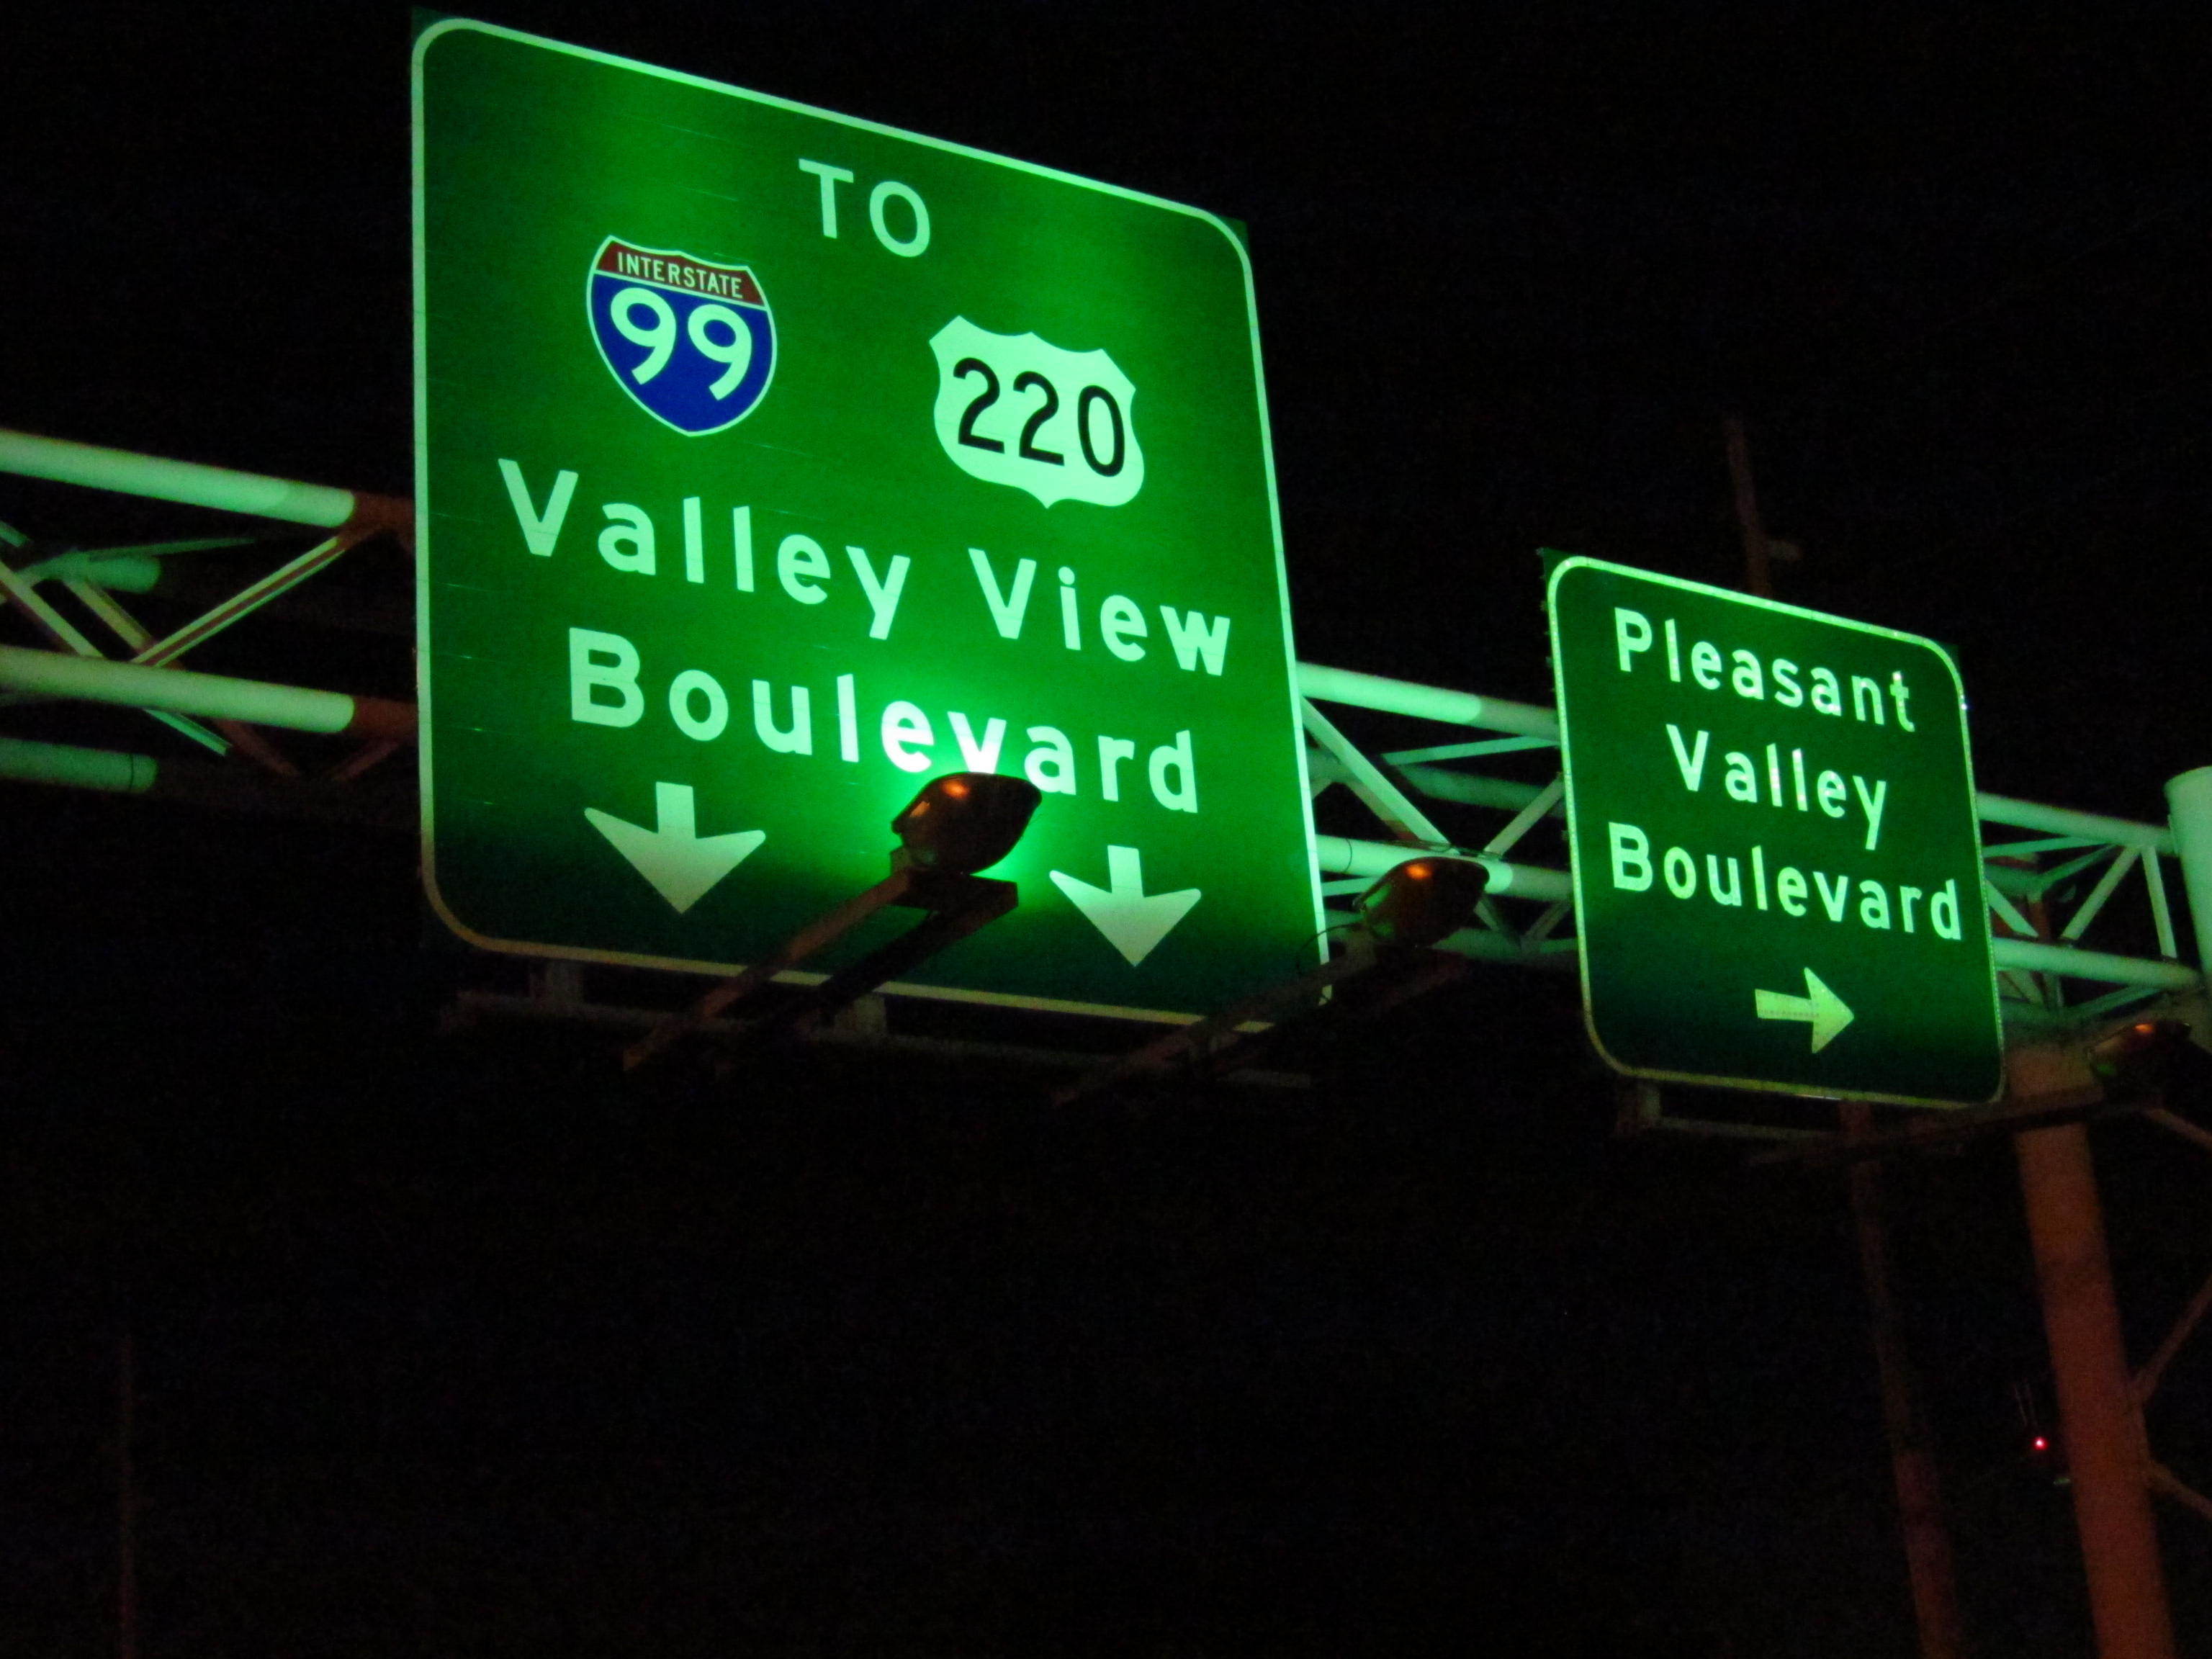 TO
INTERSTATE
99
220
Valley View
Boulevard
Pleasant
Valley
Boulevard